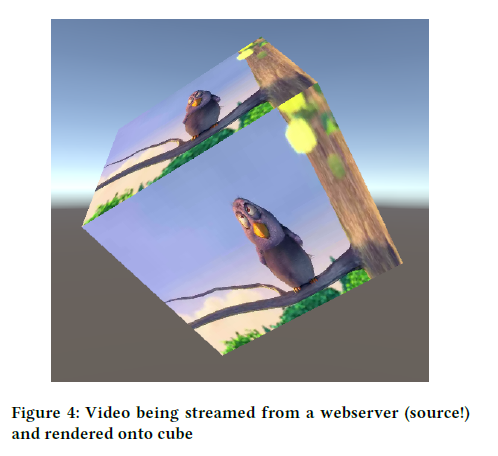 Figure 4: Video being streamed from a webserver (source!)
and rendered onto cube